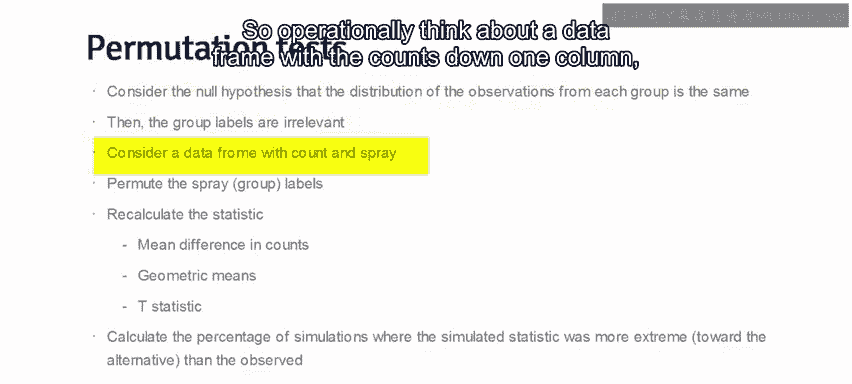 So operationally think about a data
Permutation tests
frame with the counts down one column,
· Consider the null hypothesis that the distribution of the observations from each group is the same
· Then, the group labels are irrelevant
· Consider a data frome with count and spray
· Permute the spray (group) labels
· Recalculate the statistic
- Mean difference in counts
- Geometric means
- T statistic
· Calculate the percentage of simulations where the simulated statistic was more extreme (toward the
alternative) than the observed